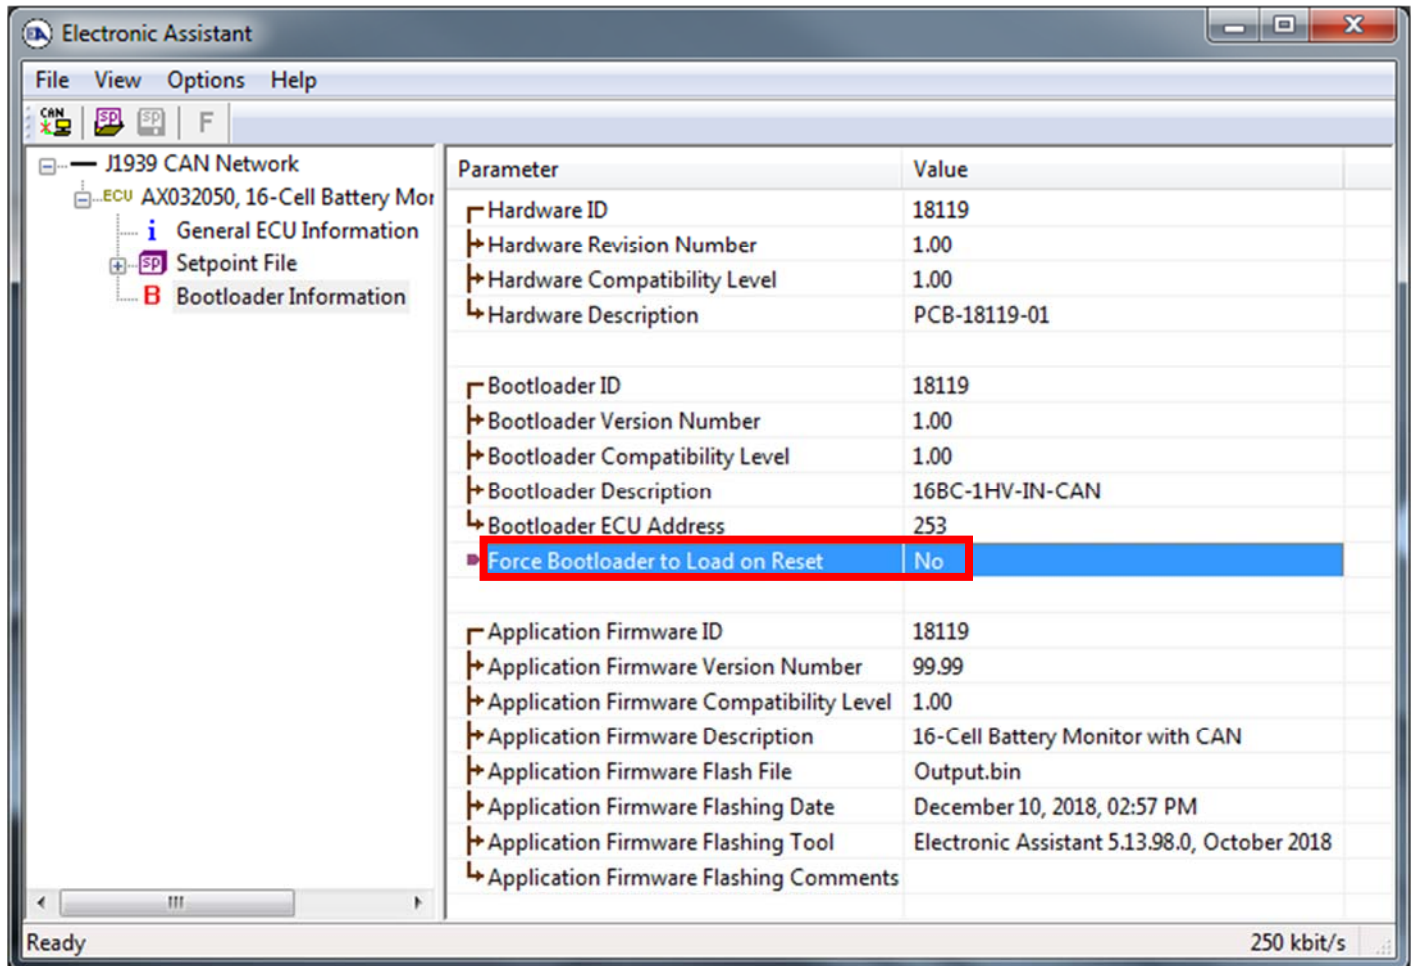 Electronic Assistant
File View Options Help
CAN SP SP F
J1939 CAN Network
ECU AX032050, 16-Cell Battery Mor
i General ECU Information
SP Setpoint File
B Bootloader Information
Parameter Value
Hardware ID 18119
Hardware Revision Number 1.00
Hardware Compatibility Level 1.00
Hardware Description PCB-18119-01
Bootloader ID 18119
Bootloader Version Number 1.00
Bootloader Compatibility Level 1.00
Bootloader Description 16BC-1HV-IN-CAN
Bootloader ECU Address 253
Force Bootloader to Load on Reset No
Application Firmware ID 18119
Application Firmware Version Number 99.99
Application Firmware Compatibility Level 1.00
Application Firmware Description 16-Cell Battery Monitor with CAN
Application Firmware Flash File Output.bin
Application Firmware Flashing Date December 10, 2018, 02:57 PM
Application Firmware Flashing Tool Electronic Assistant 5.13.98.0, October 2018
Application Firmware Flashing Comments
Ready 250 kbit/s